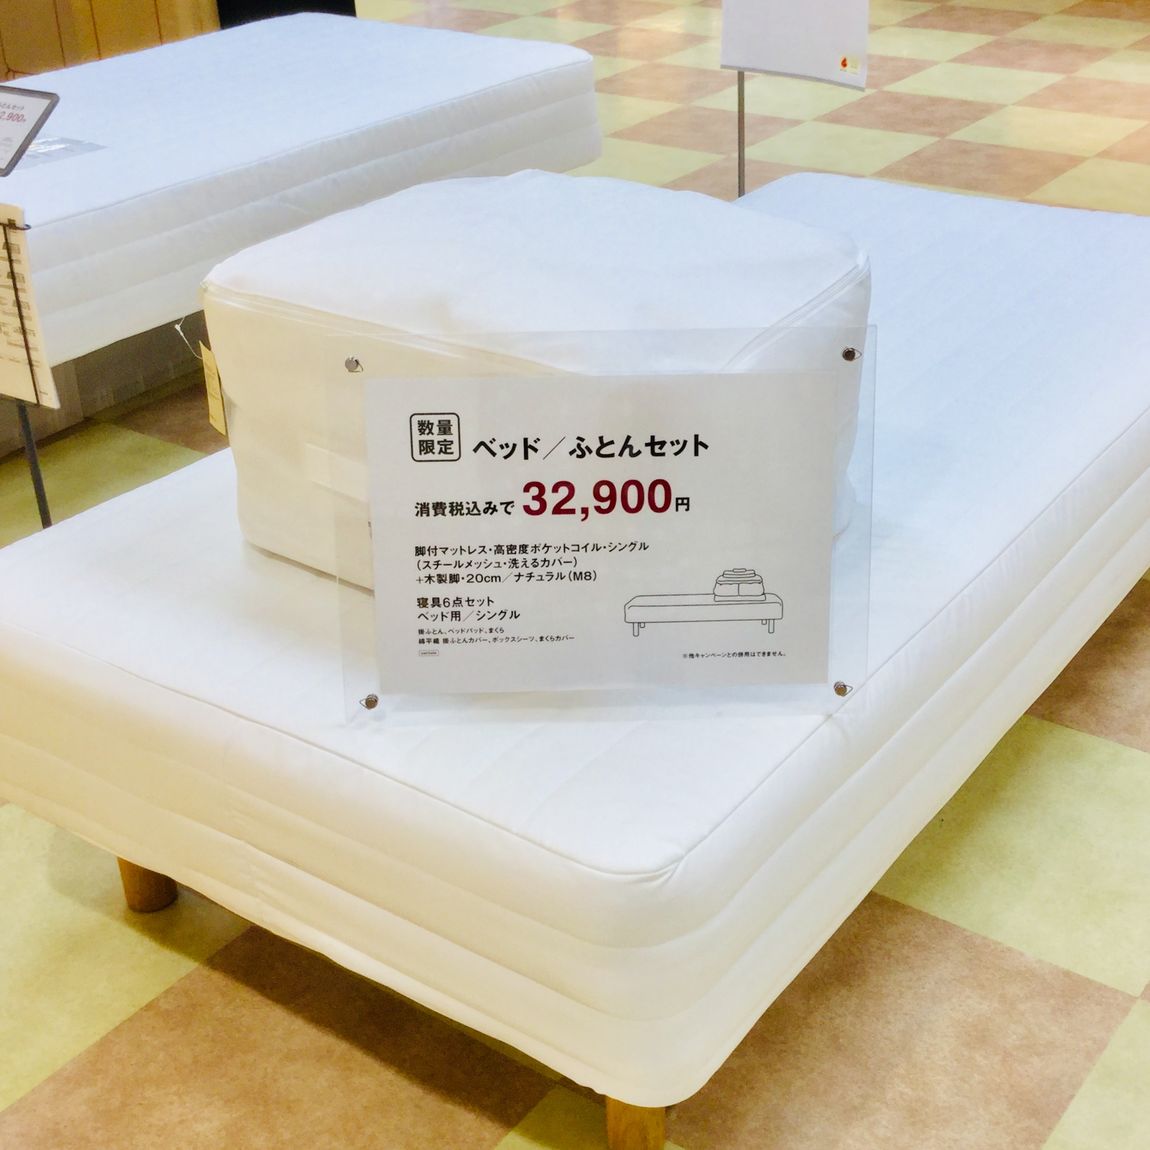 数量
限定
ベッド／ふとんセット
消費税込みで 32,900円
脚付マットレス・高密度ポケットコイル・シングル
（スチールメッシュ・洗えるカバー）
+木製脚・20cm／ナチュラル（M8）
寝具6点セット
ベッド用／シングル
掛ふとん、ベッドパッド、まくら
綿平織 掛ふとんカバー、ボックスシーツ、まくらカバー
※他キャンペーンとの併用はできません。